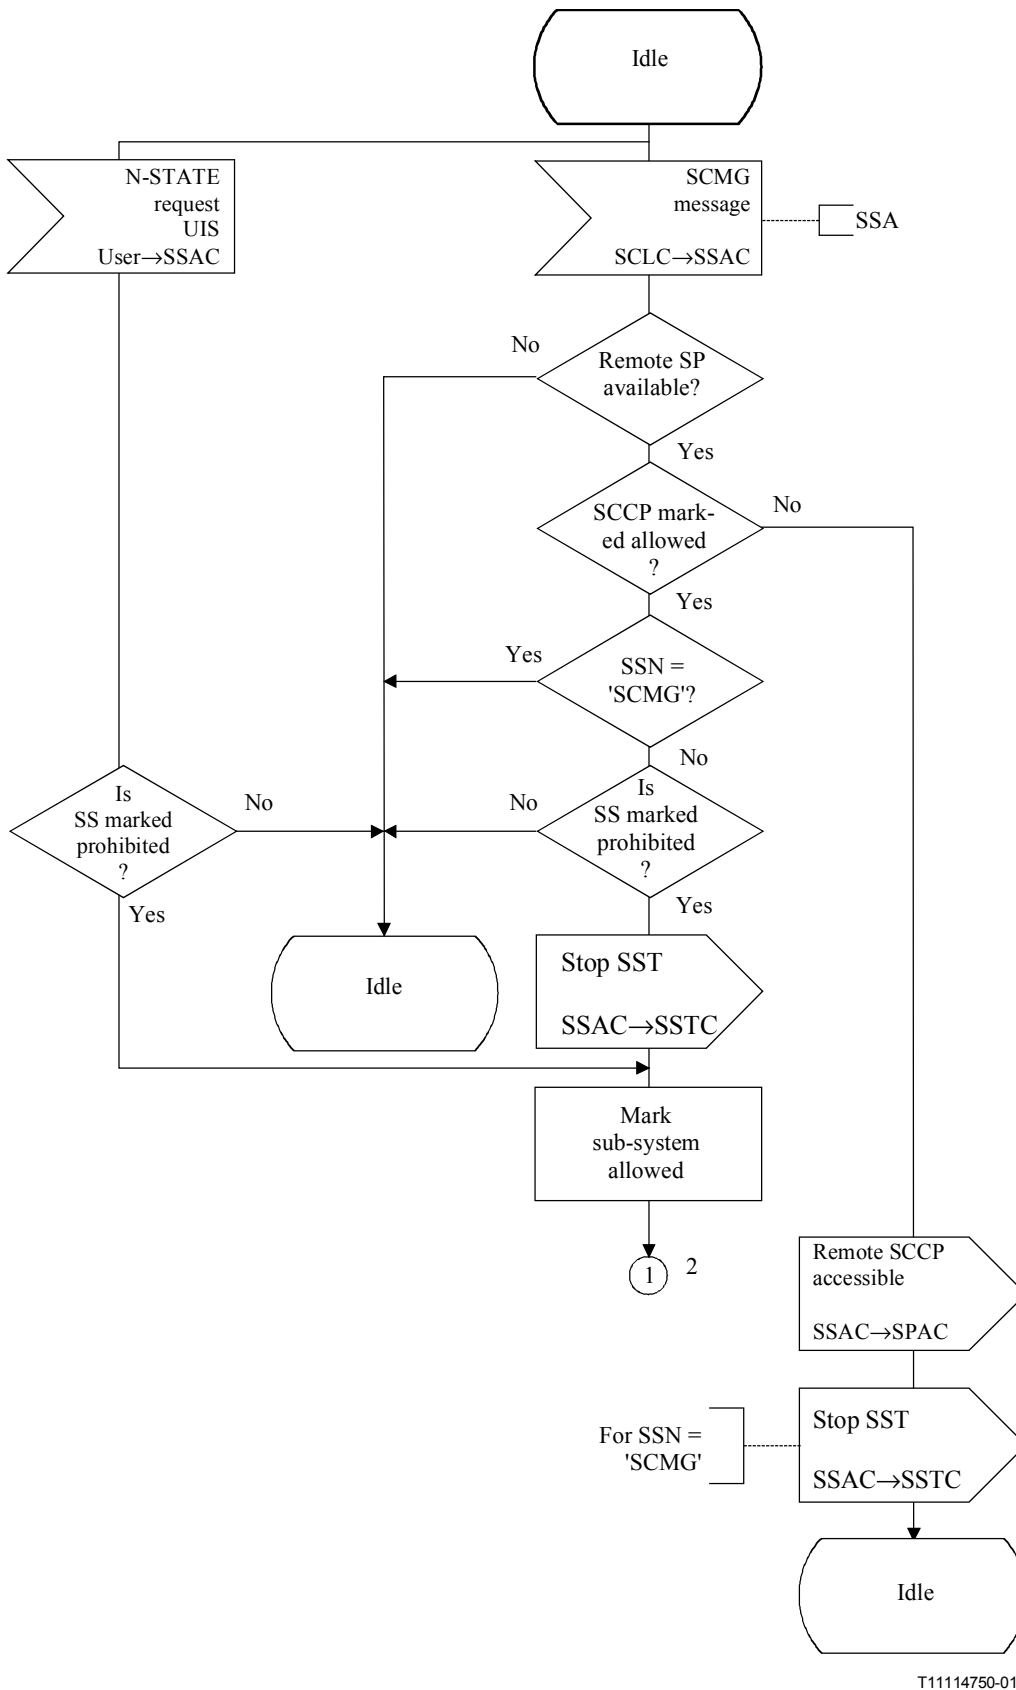 Idle
N-STATE
request
UIS
User→SSAC
SCMG
message
SCLC→SSAC
SSA
No
Remote SP
available?
Yes
SCCP mark-
ed allowed
?
No
Yes
Yes
SSN =
'SCMG'?
No
Is
SS marked
prohibited
?
No
Yes
No
Is
SS marked
prohibited
?
Yes
Idle
Stop SST
SSAC→SSTC
Mark
sub-system
allowed
1
2
Remote SCCP
accessible
SSAC→SPAC
For SSN =
'SCMG'
Stop SST
SSAC→SSTC
Idle
T11114750-01